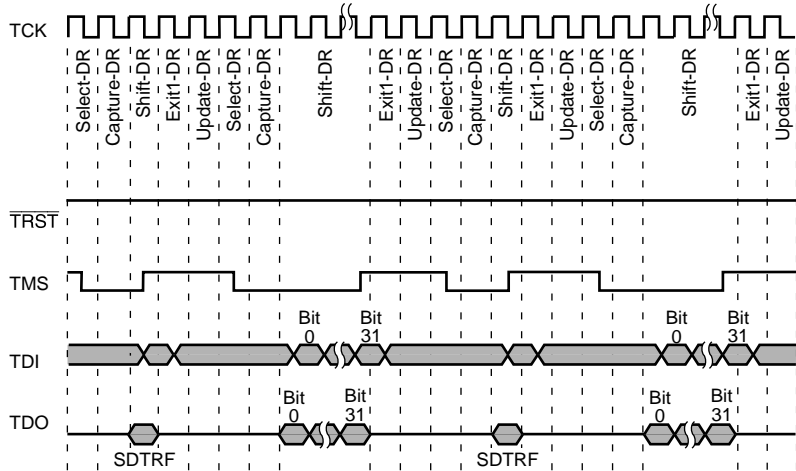 TCK
Select-DR
Capture-DR
Shift-DR
Exit1-DR
Update-DR
Select-DR
Capture-DR
Shift-DR
Exit1-DR
Update-DR
Select-DR
Capture-DR
Shift-DR
Exit1-DR
Update-DR
Select-DR
Capture-DR
Shift-DR
Exit1-DR
Update-DR
TRST
TMS
Bit
0
Bit
31
Bit
0
Bit
31
TDI
Bit
0
Bit
31
Bit
0
Bit
31
TDO
SDTRF
SDTRF